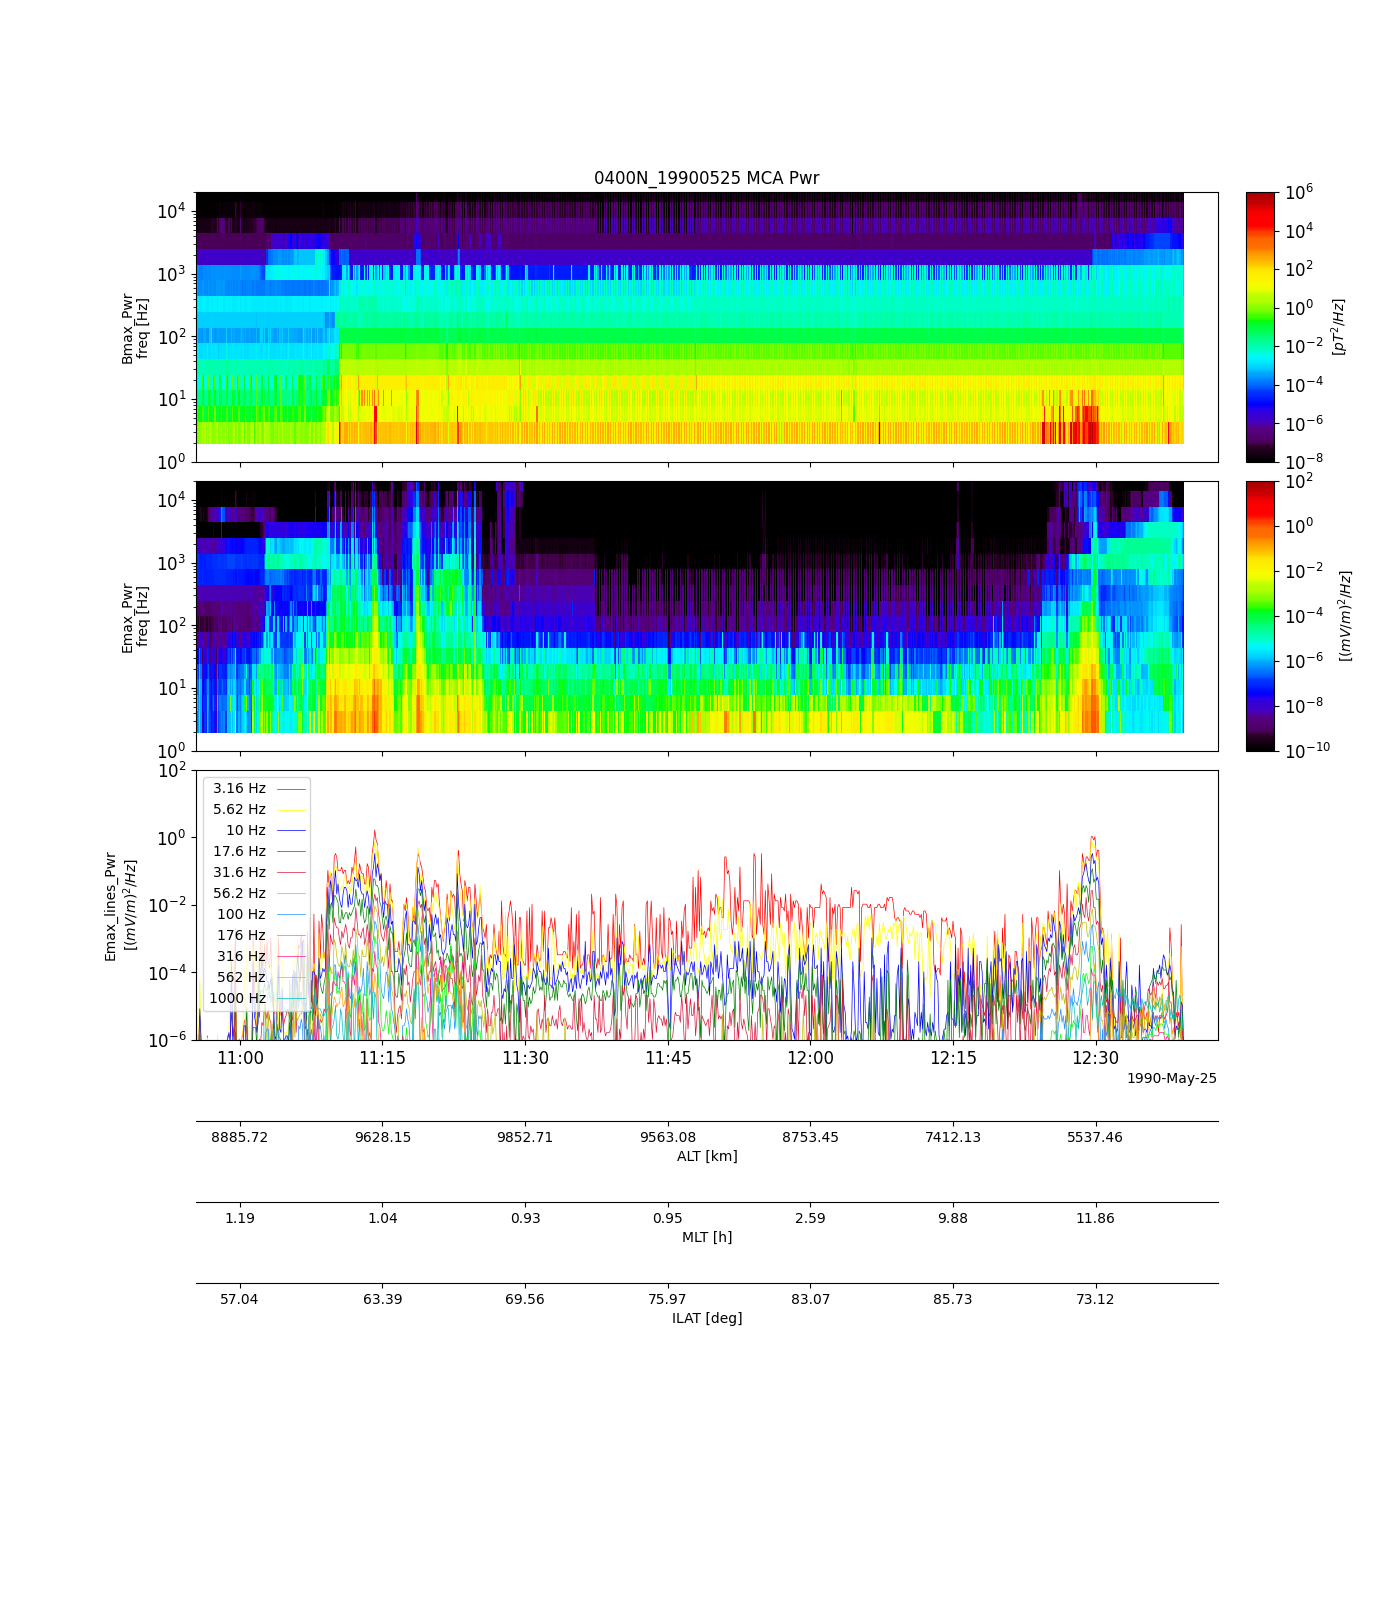 0400N_19900525 MCA Pwr
Bmax_Pwr
freq [Hz]
10^4
10^3
10^2
10^1
10^0
10^6
10^4
10^2
10^0
10^-2
10^-4
10^-6
10^-8
[pT^2/Hz]
Emax_Pwr
freq [Hz]
10^4
10^3
10^2
10^1
10^0
10^2
10^0
10^-2
10^-4
10^-6
10^-8
10^-10
[(mV/m)^2/Hz]
Emax_lines_Pwr
[(mV/m)^2/Hz]
10^2
10^0
10^-2
10^-4
10^-6
3.16 Hz
5.62 Hz
10 Hz
17.6 Hz
31.6 Hz
56.2 Hz
100 Hz
176 Hz
316 Hz
562 Hz
1000 Hz
11:00 11:15 11:30 11:45 12:00 12:15 12:30
1990-May-25
8885.72 9628.15 9852.71 9563.08 8753.45 7412.13 5537.46
ALT [km]
1.19 1.04 0.93 0.95 2.59 9.88 11.86
MLT [h]
57.04 63.39 69.56 75.97 83.07 85.73 73.12
ILAT [deg]